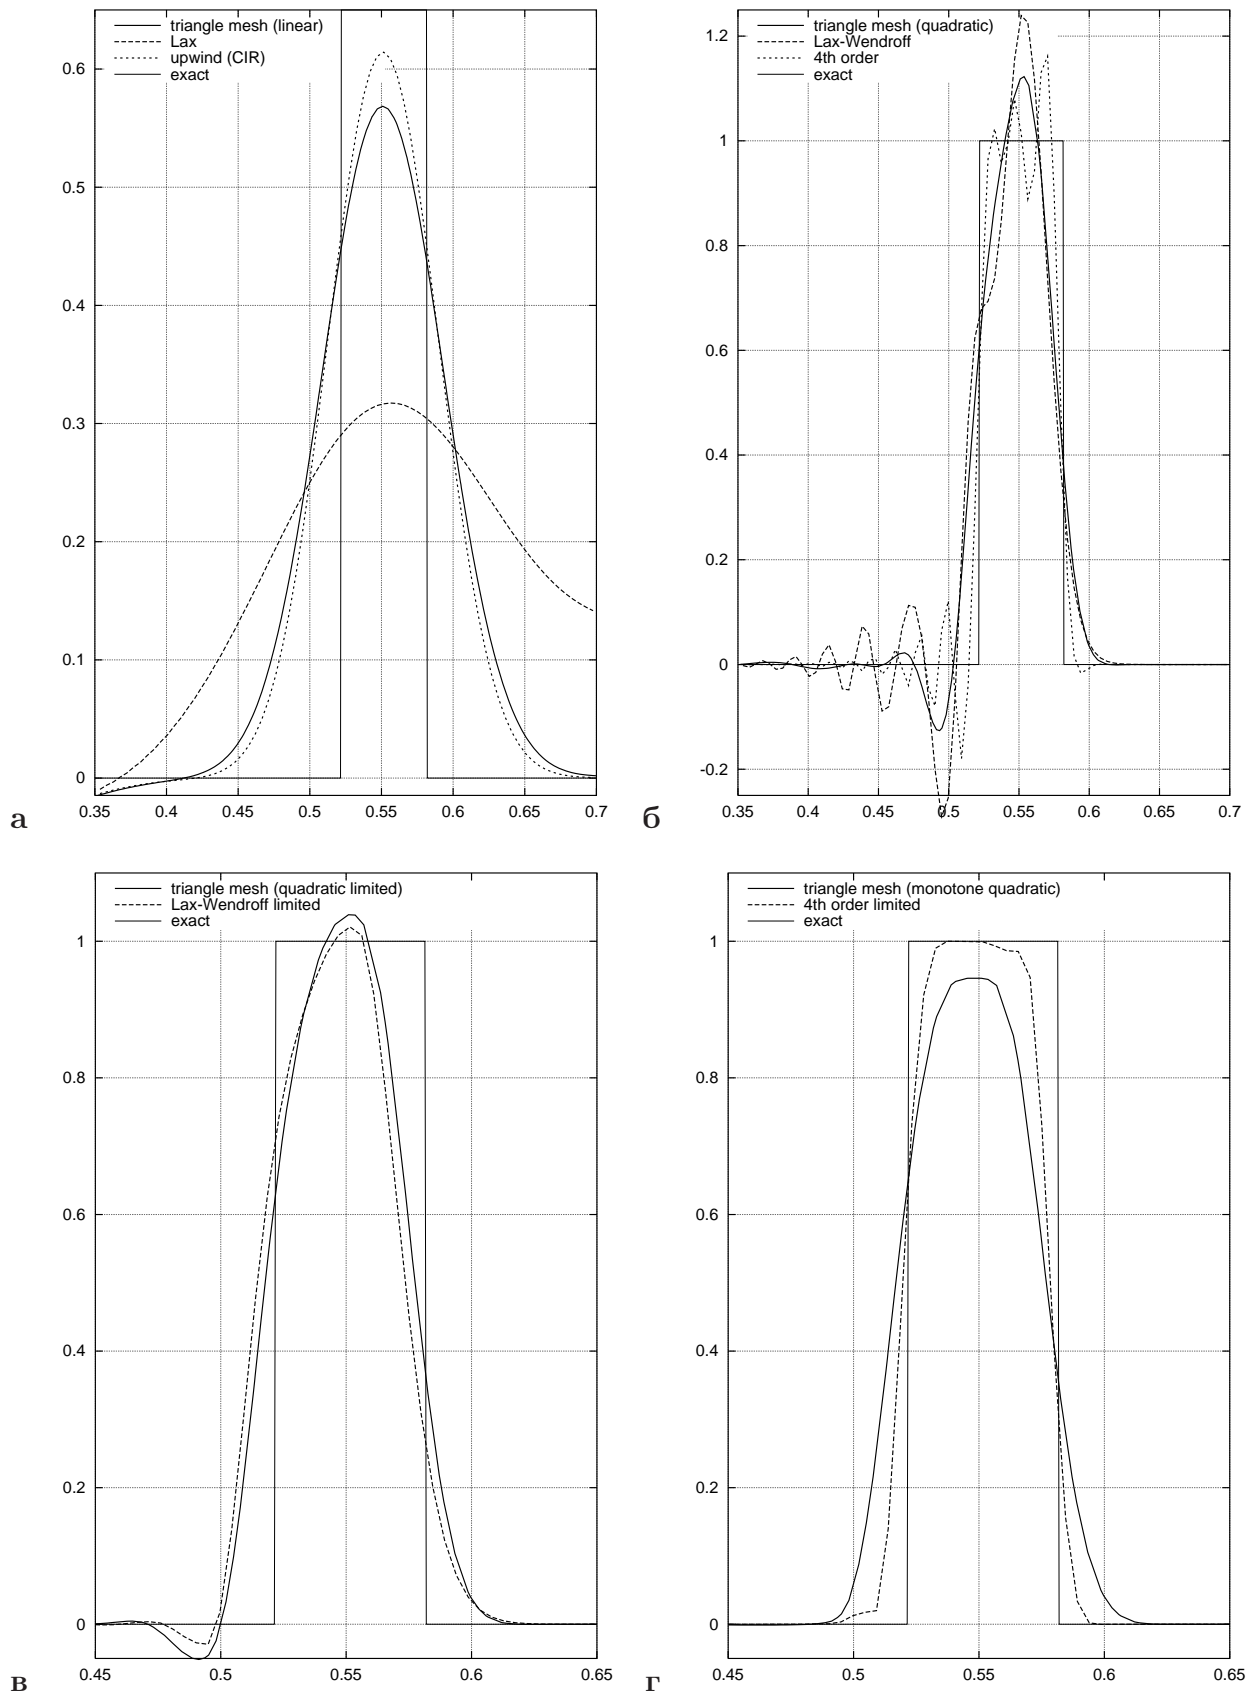 triangle mesh (linear)
Lax
upwind (CIR)
exact
0.6
0.5
0.4
0.3
0.2
0.1
0
0.35 0.4 0.45 0.5 0.55 0.6 0.65 0.7
а
triangle mesh (quadratic)
Lax-Wendroff
4th order
exact
1.2
1
0.8
0.6
0.4
0.2
0
-0.2
0.35 0.4 0.45 0.5 0.55 0.6 0.65 0.7
б
triangle mesh (quadratic limited)
Lax-Wendroff limited
exact
1
0.8
0.6
0.4
0.2
0
0.45 0.5 0.55 0.6 0.65
в
triangle mesh (monotone quadratic)
4th order limited
exact
1
0.8
0.6
0.4
0.2
0
0.45 0.5 0.55 0.6 0.65
г